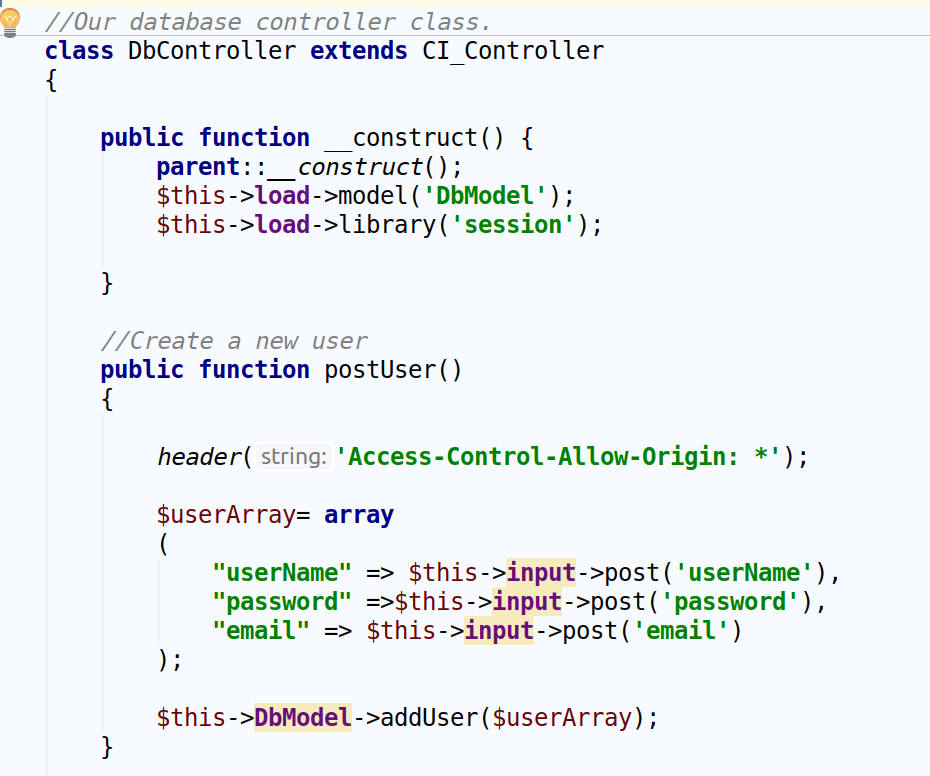 //Our database controller class.
class DbController extends CI_Controller
{
public function __construct() {
parent::__construct();
$this->load->model('DbModel');
$this->load->library('session');
}
//Create a new user
public function postUser()
{
header( string: 'Access-Control-Allow-Origin: *');
$userArray= array
(
"userName" => $this->input->post('userName'),
"password" =>$this->input->post('password'),
"email" => $this->input->post('email')
);
$this->DbModel->addUser($userArray);
}